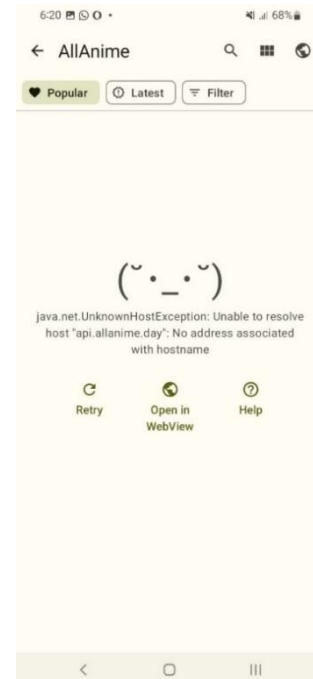 6:20 68%
AllAnime
Popular Latest Filter
(˘·_·˘)
java.net.UnknownHostException: Unable to resolve
host "api.allanime.day": No address associated
with hostname
Retry Open in Help
WebView